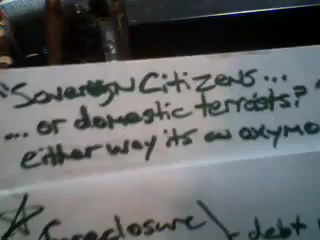 "Sovereign Citizens...
... or domestic terrorists?"
either way its an oxymo
foreclosure
debt